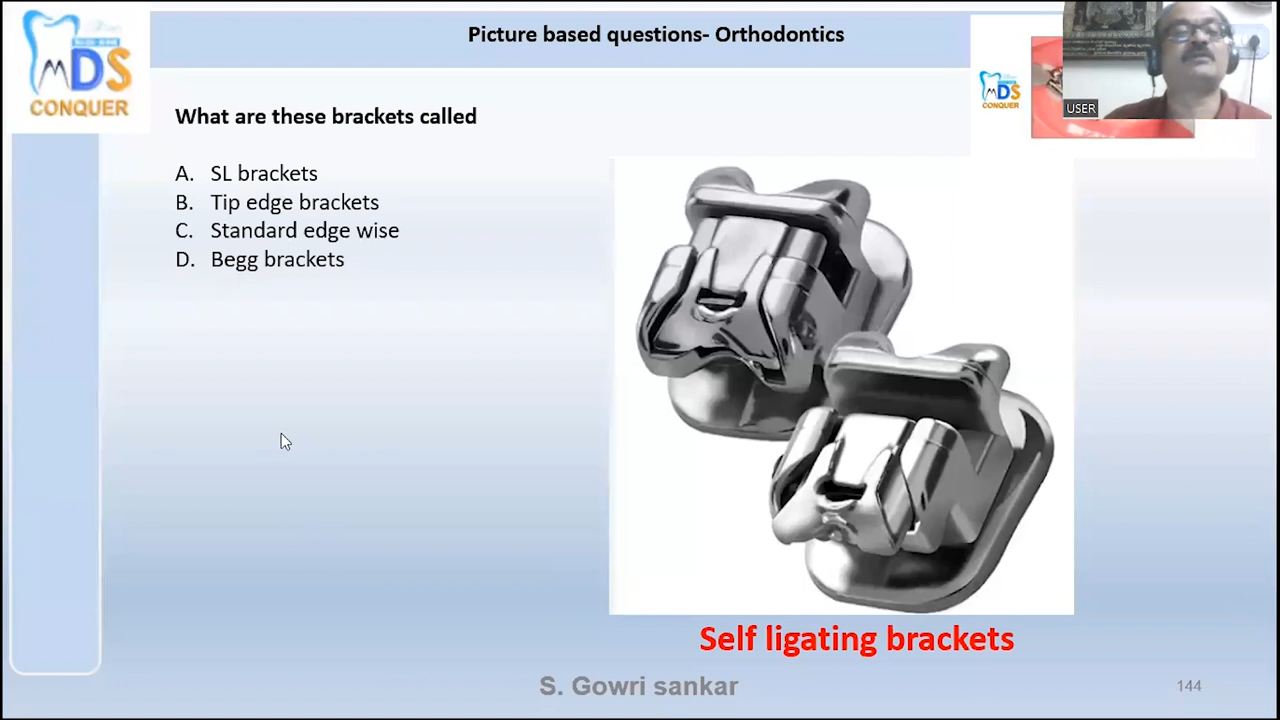 Picture based questions- Orthodontics
MDS
CONQUER
MDS
CONQUER
USER
What are these brackets called
A. SL brackets
B. Tip edge brackets
C. Standard edge wise
D. Begg brackets
Self ligating brackets
S. Gowri sankar
144